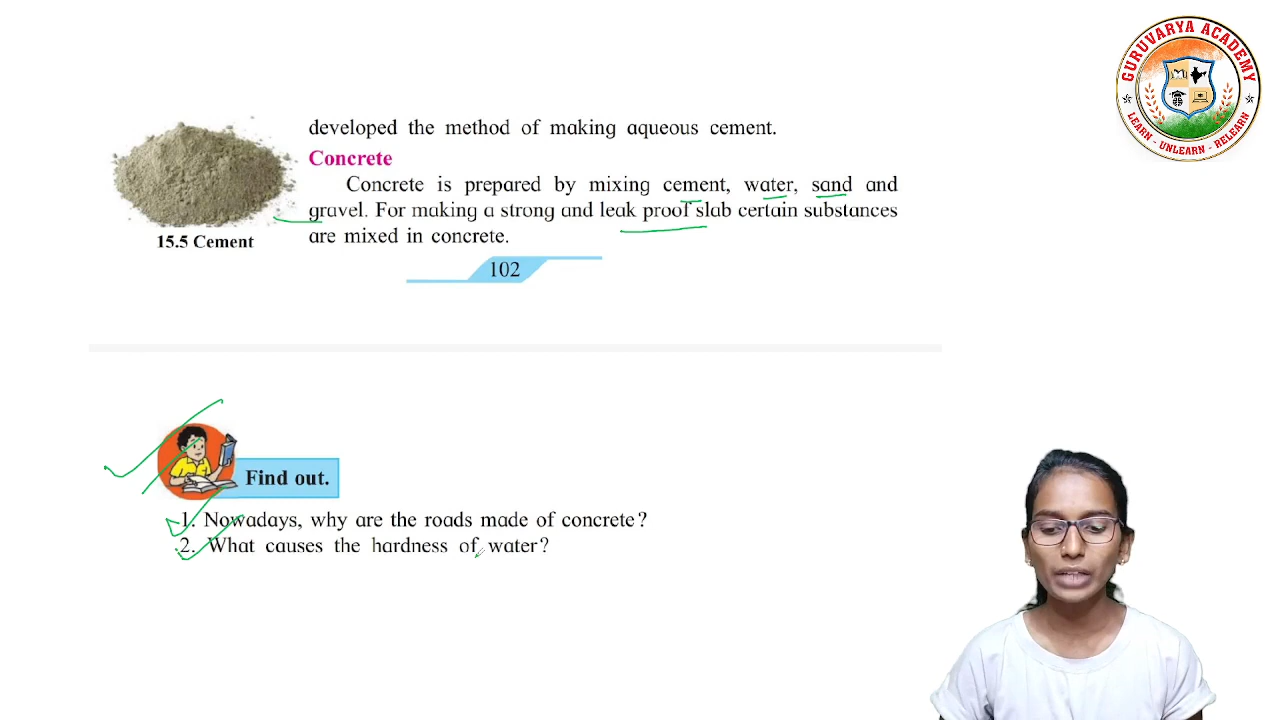 GURUVARYA ACADEMY
LEARN - UNLEARN - RELEARN
developed the method of making aqueous cement.
Concrete
Concrete is prepared by mixing cement, water, sand and
gravel. For making a strong and leak proof slab certain substances
are mixed in concrete.
15.5 Cement
102
Find out.
1. Nowadays, why are the roads made of concrete?
2. What causes the hardness of water?